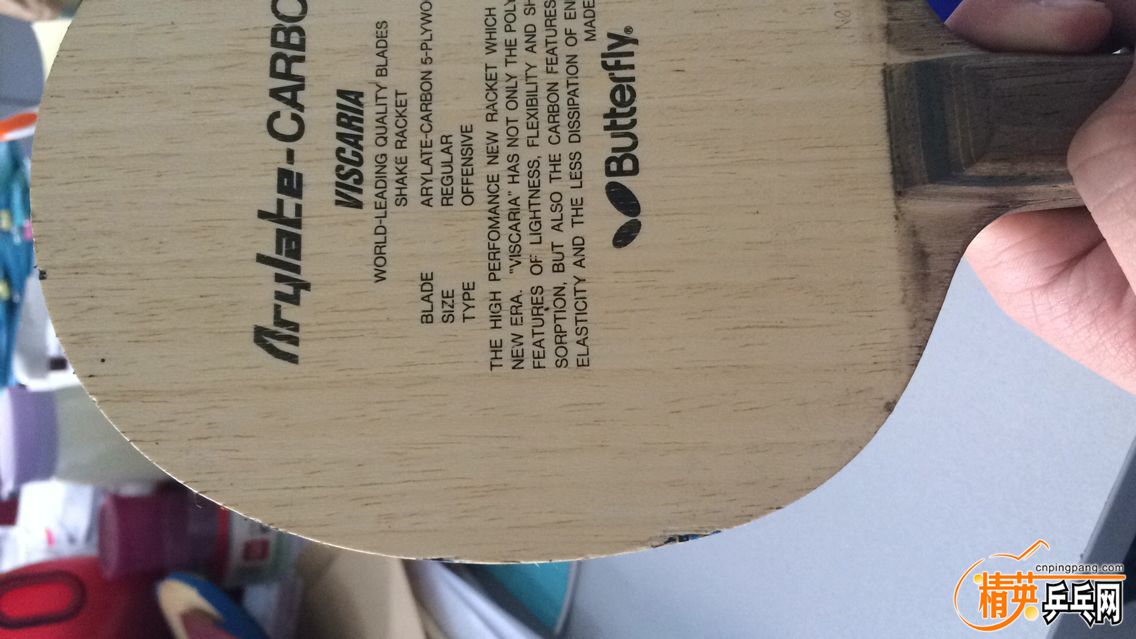 Arylate-CARBO
VISCARIA
WORLD-LEADING QUALITY BLADES
SHAKE RACKET
BLADE ARYLATE-CARBON 5-PLYWO
SIZE REGULAR
TYPE OFFENSIVE
THE HIGH PERFOMANCE NEW RACKET WHICH
NEW ERA. "VISCARIA" HAS NOT ONLY THE POLY
FEATURES OF LIGHTNESS, FLEXIBILITY AND SH
SORPTION, BUT ALSO THE CARBON FEATURES
ELASTICITY AND THE LESS DISSIPATION OF EN
MADE
Butterfly®
N01
cnpingpang.com
精英乒乓网